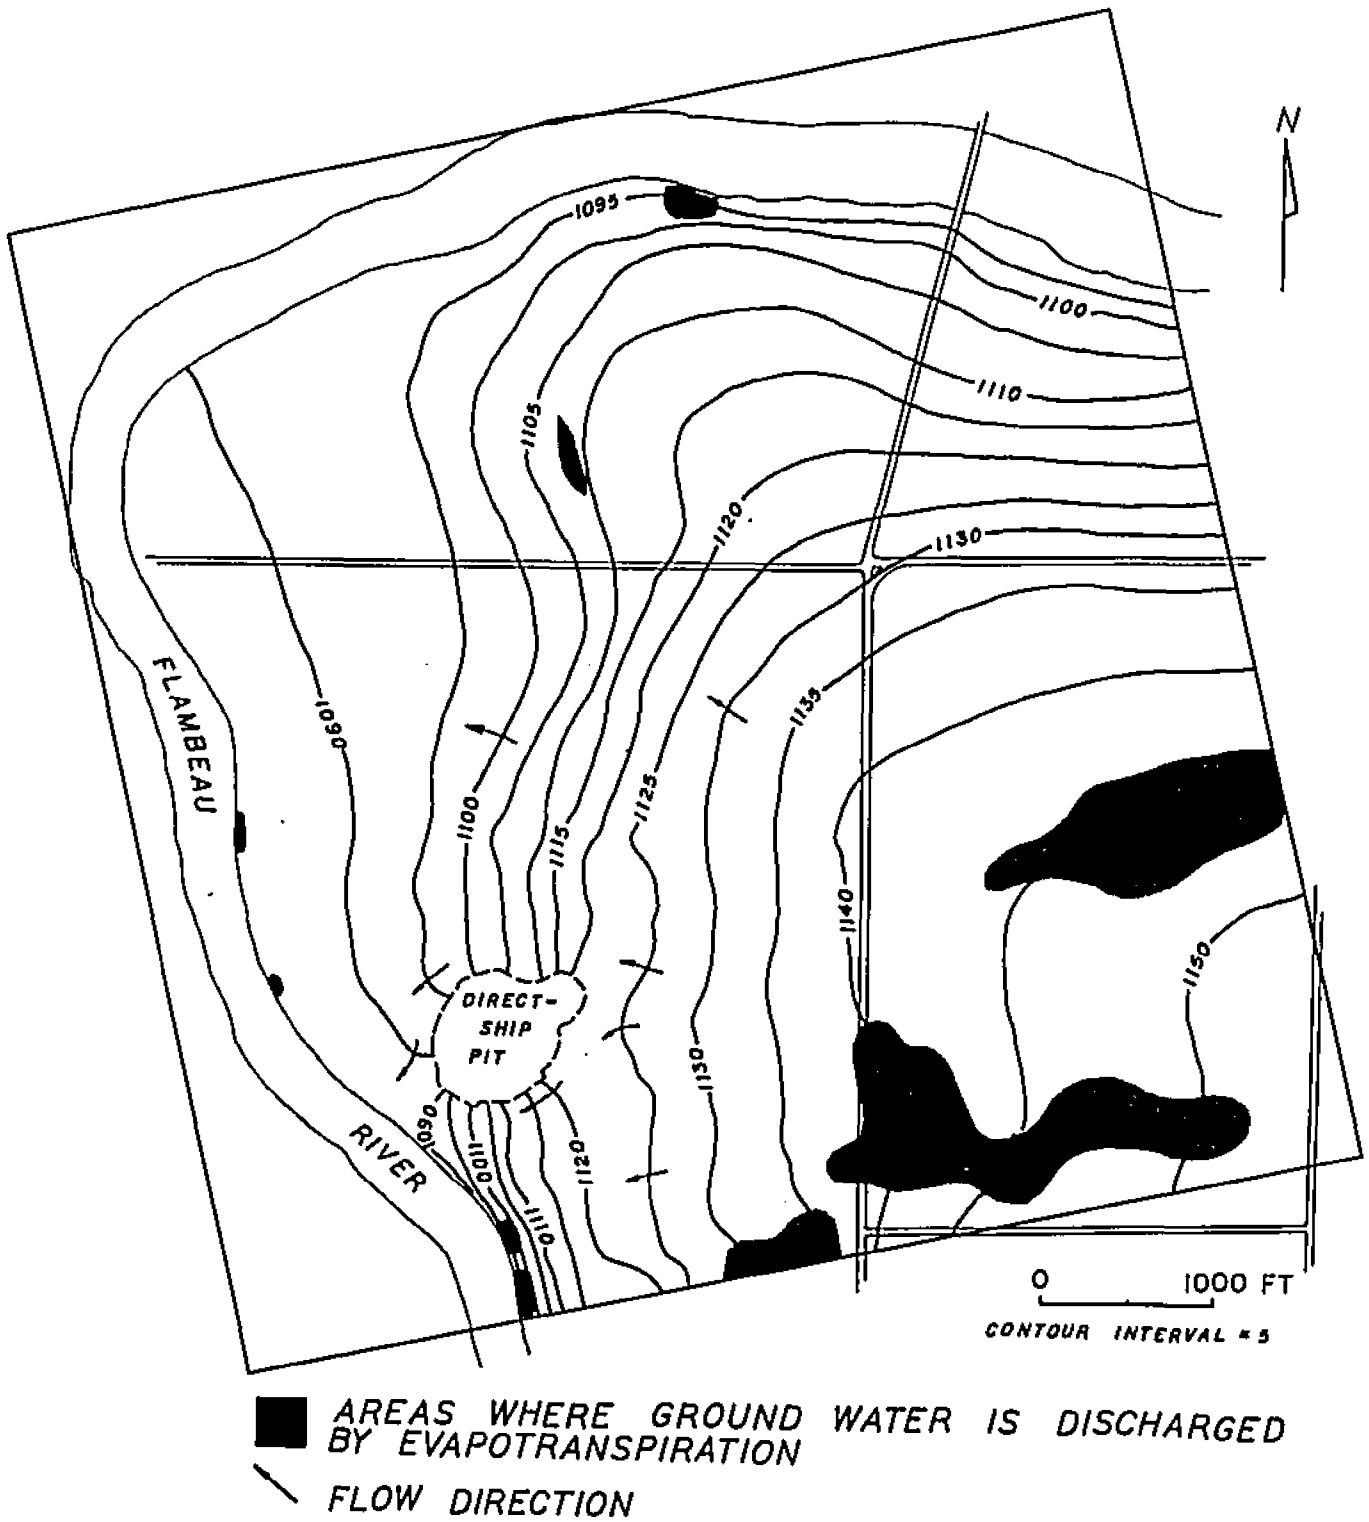 N
1095
1100
1110
1105
1120
1130
FLAMBEAU
1090
1135
1125
1100
1115
1140
1150
DIRECT-
SHIP
PIT
1130
1090
RIVER
1100
1120
1110
0 1000 FT
CONTOUR INTERVAL = 5
AREAS WHERE GROUND WATER IS DISCHARGED
BY EVAPOTRANSPIRATION
FLOW DIRECTION